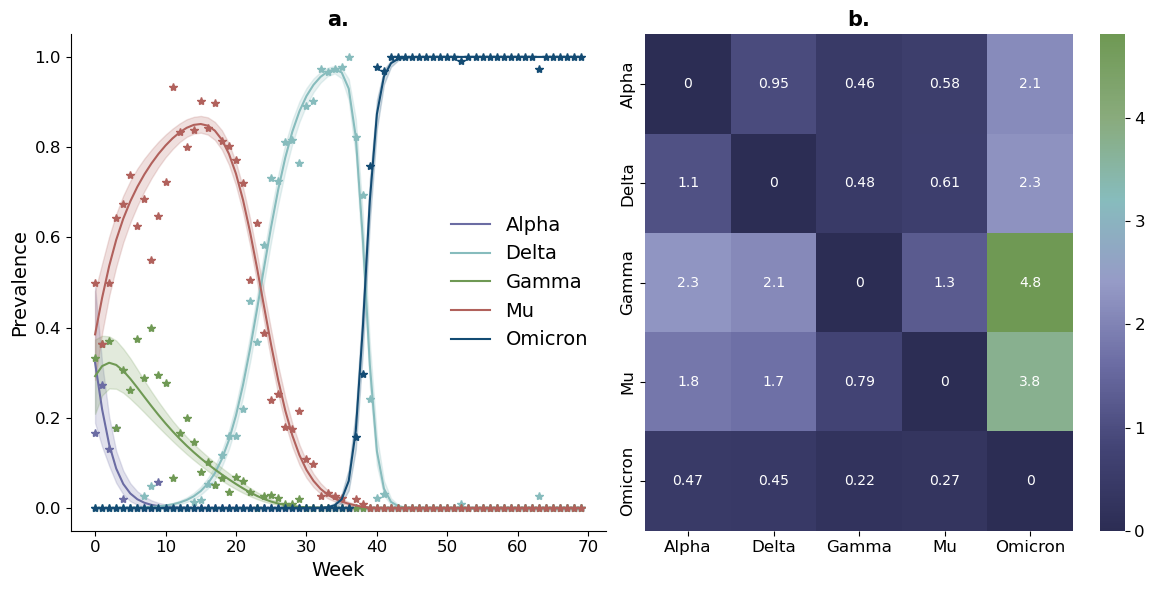 a.
Prevalence
1.0
0.8
0.6
0.4
0.2
0.0
0 10 20 30 40 50 60 70
Week
Alpha
Delta
Gamma
Mu
Omicron
b.
Alpha 0 0.95 0.46 0.58 2.1
Delta 1.1 0 0.48 0.61 2.3
Gamma 2.3 2.1 0 1.3 4.8
Mu 1.8 1.7 0.79 0 3.8
Omicron 0.47 0.45 0.22 0.27 0
Alpha Delta Gamma Mu Omicron
4
3
2
1
0